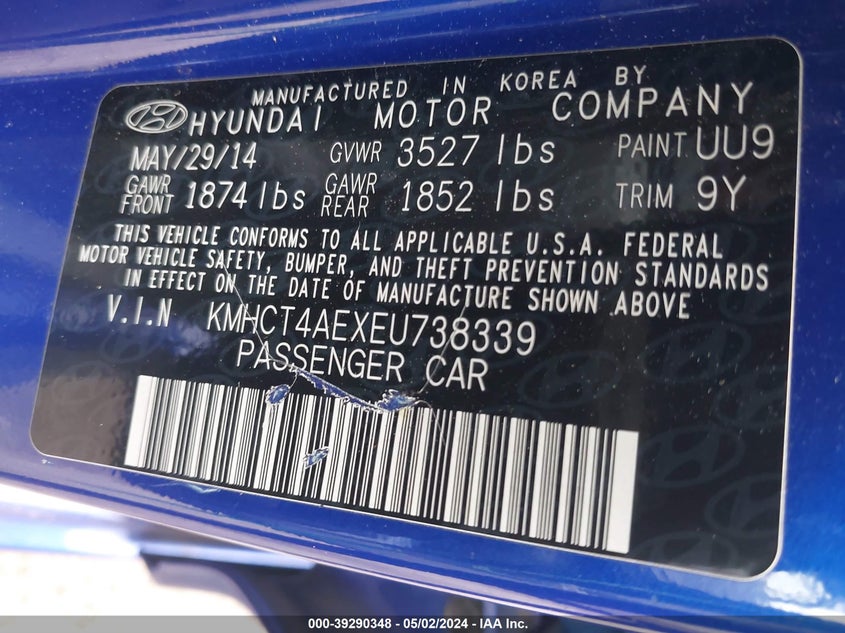 MANUFACTURED IN KOREA BY
HYUNDAI MOTOR COMPANY
MAY/29/14 GVWR 3527 lbs PAINT UU9
GAWR FRONT 1874 lbs GAWR REAR 1852 lbs TRIM 9Y
THIS VEHICLE CONFORMS TO ALL APPLICABLE U.S.A. FEDERAL
MOTOR VEHICLE SAFETY, BUMPER, AND THEFT PREVENTION STANDARDS
IN EFFECT ON THE DATE OF MANUFACTURE SHOWN ABOVE.
V.I.N KMHCT4AEXEU738339
PASSENGER CAR
000-39290348 - 05/02/2024 - IAA Inc.